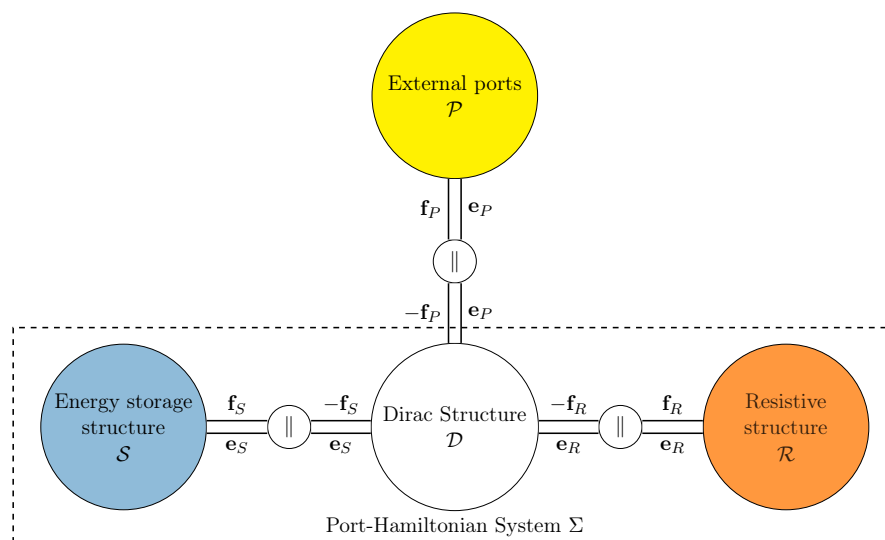 External ports
𝒫
𝐟_P 𝐞_P
∥
−𝐟_P 𝐞_P
Energy storage
structure
𝒮
𝐟_S
𝐞_S
∥
−𝐟_S
𝐞_S
Dirac Structure
𝒟
−𝐟_R
𝐞_R
∥
𝐟_R
𝐞_R
Resistive
structure
ℛ
Port-Hamiltonian System Σ